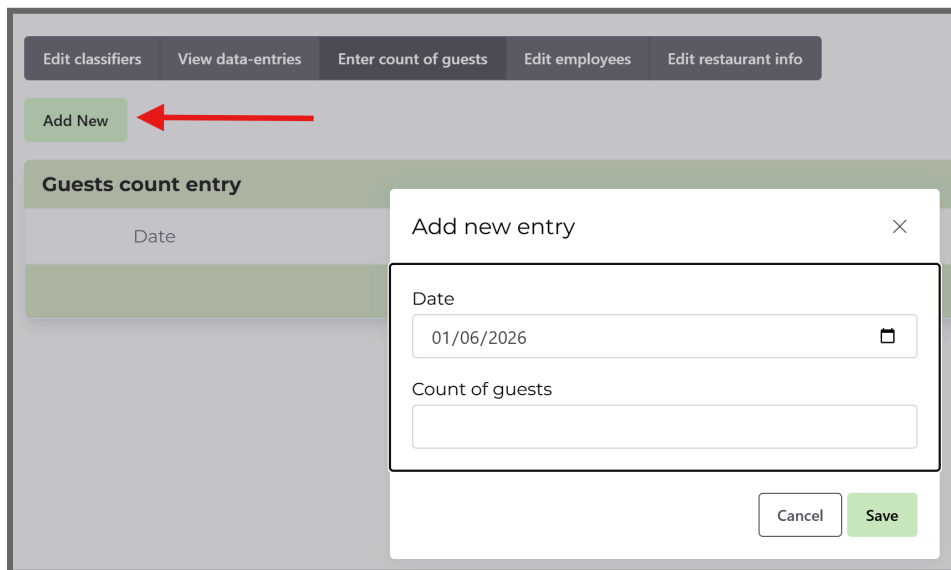 Edit classifiers View data-entries Enter count of guests Edit employees Edit restaurant info
Add New
Guests count entry
Date
Add new entry
Date
01/06/2026
Count of guests
Cancel Save